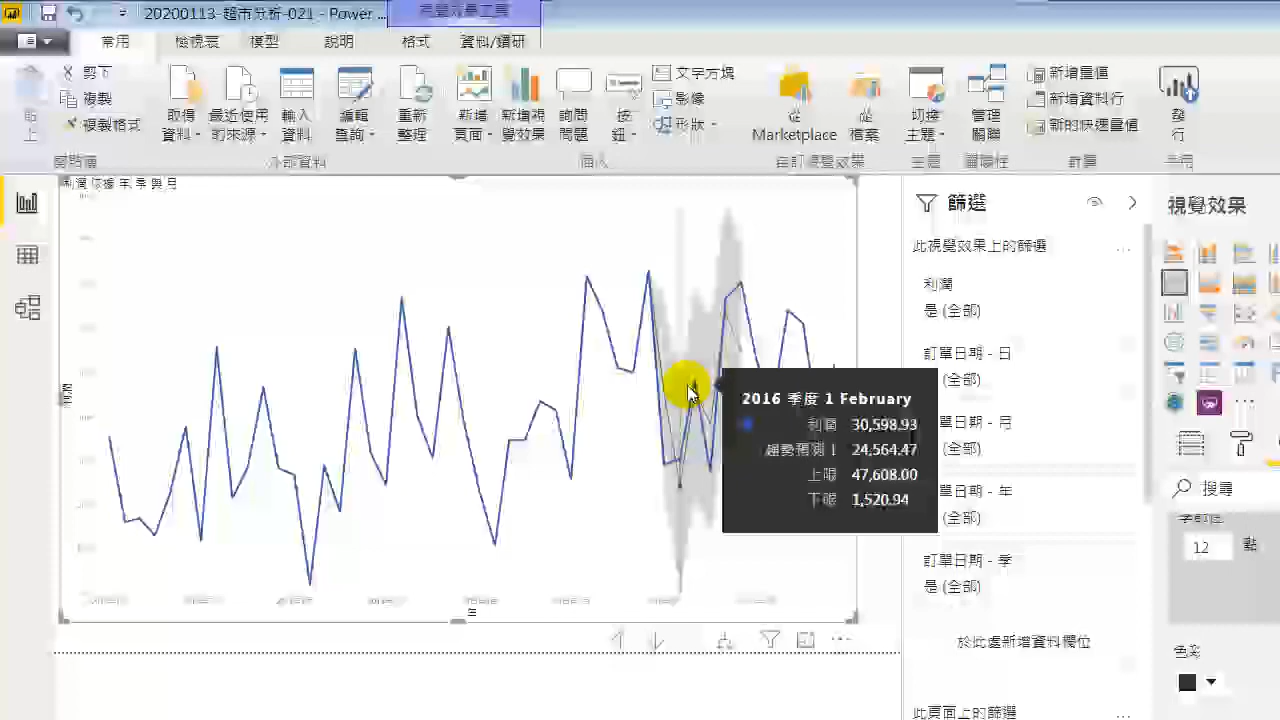 20200113-超市分析-021 - Power ...
視覺效果工具
常用 檢視表 模型 說明 格式 資料/鑽研
貼上
剪下
複製
複製格式
取得資料
最近使用的來源
輸入資料
編輯查詢
重新整理
新增頁面
新增視覺效果
詢問問題
按鈕
文字方塊
影像
形狀
從 Marketplace
從檔案
切換主題
管理關聯
新增量值
新增資料行
新的快速量值
發行
剪貼簿 外部資料 插入 自訂視覺效果 主題 關聯性 計算 共用
利潤 依據 年, 季 與 月
年
2016 季度 1 February
利潤 30,598.93
趨勢預測 1 24,564.47
上限 47,608.00
下限 1,520.94
篩選
此視覺效果上的篩選 ...
利潤
是 (全部)
訂單日期 - 日
(全部)
單日期 - 月
(全部)
單日期 - 年
(全部)
訂單日期 - 季
是 (全部)
於此處新增資料欄位
此頁面上的篩選 ...
視覺效果
搜尋
12 點
色彩